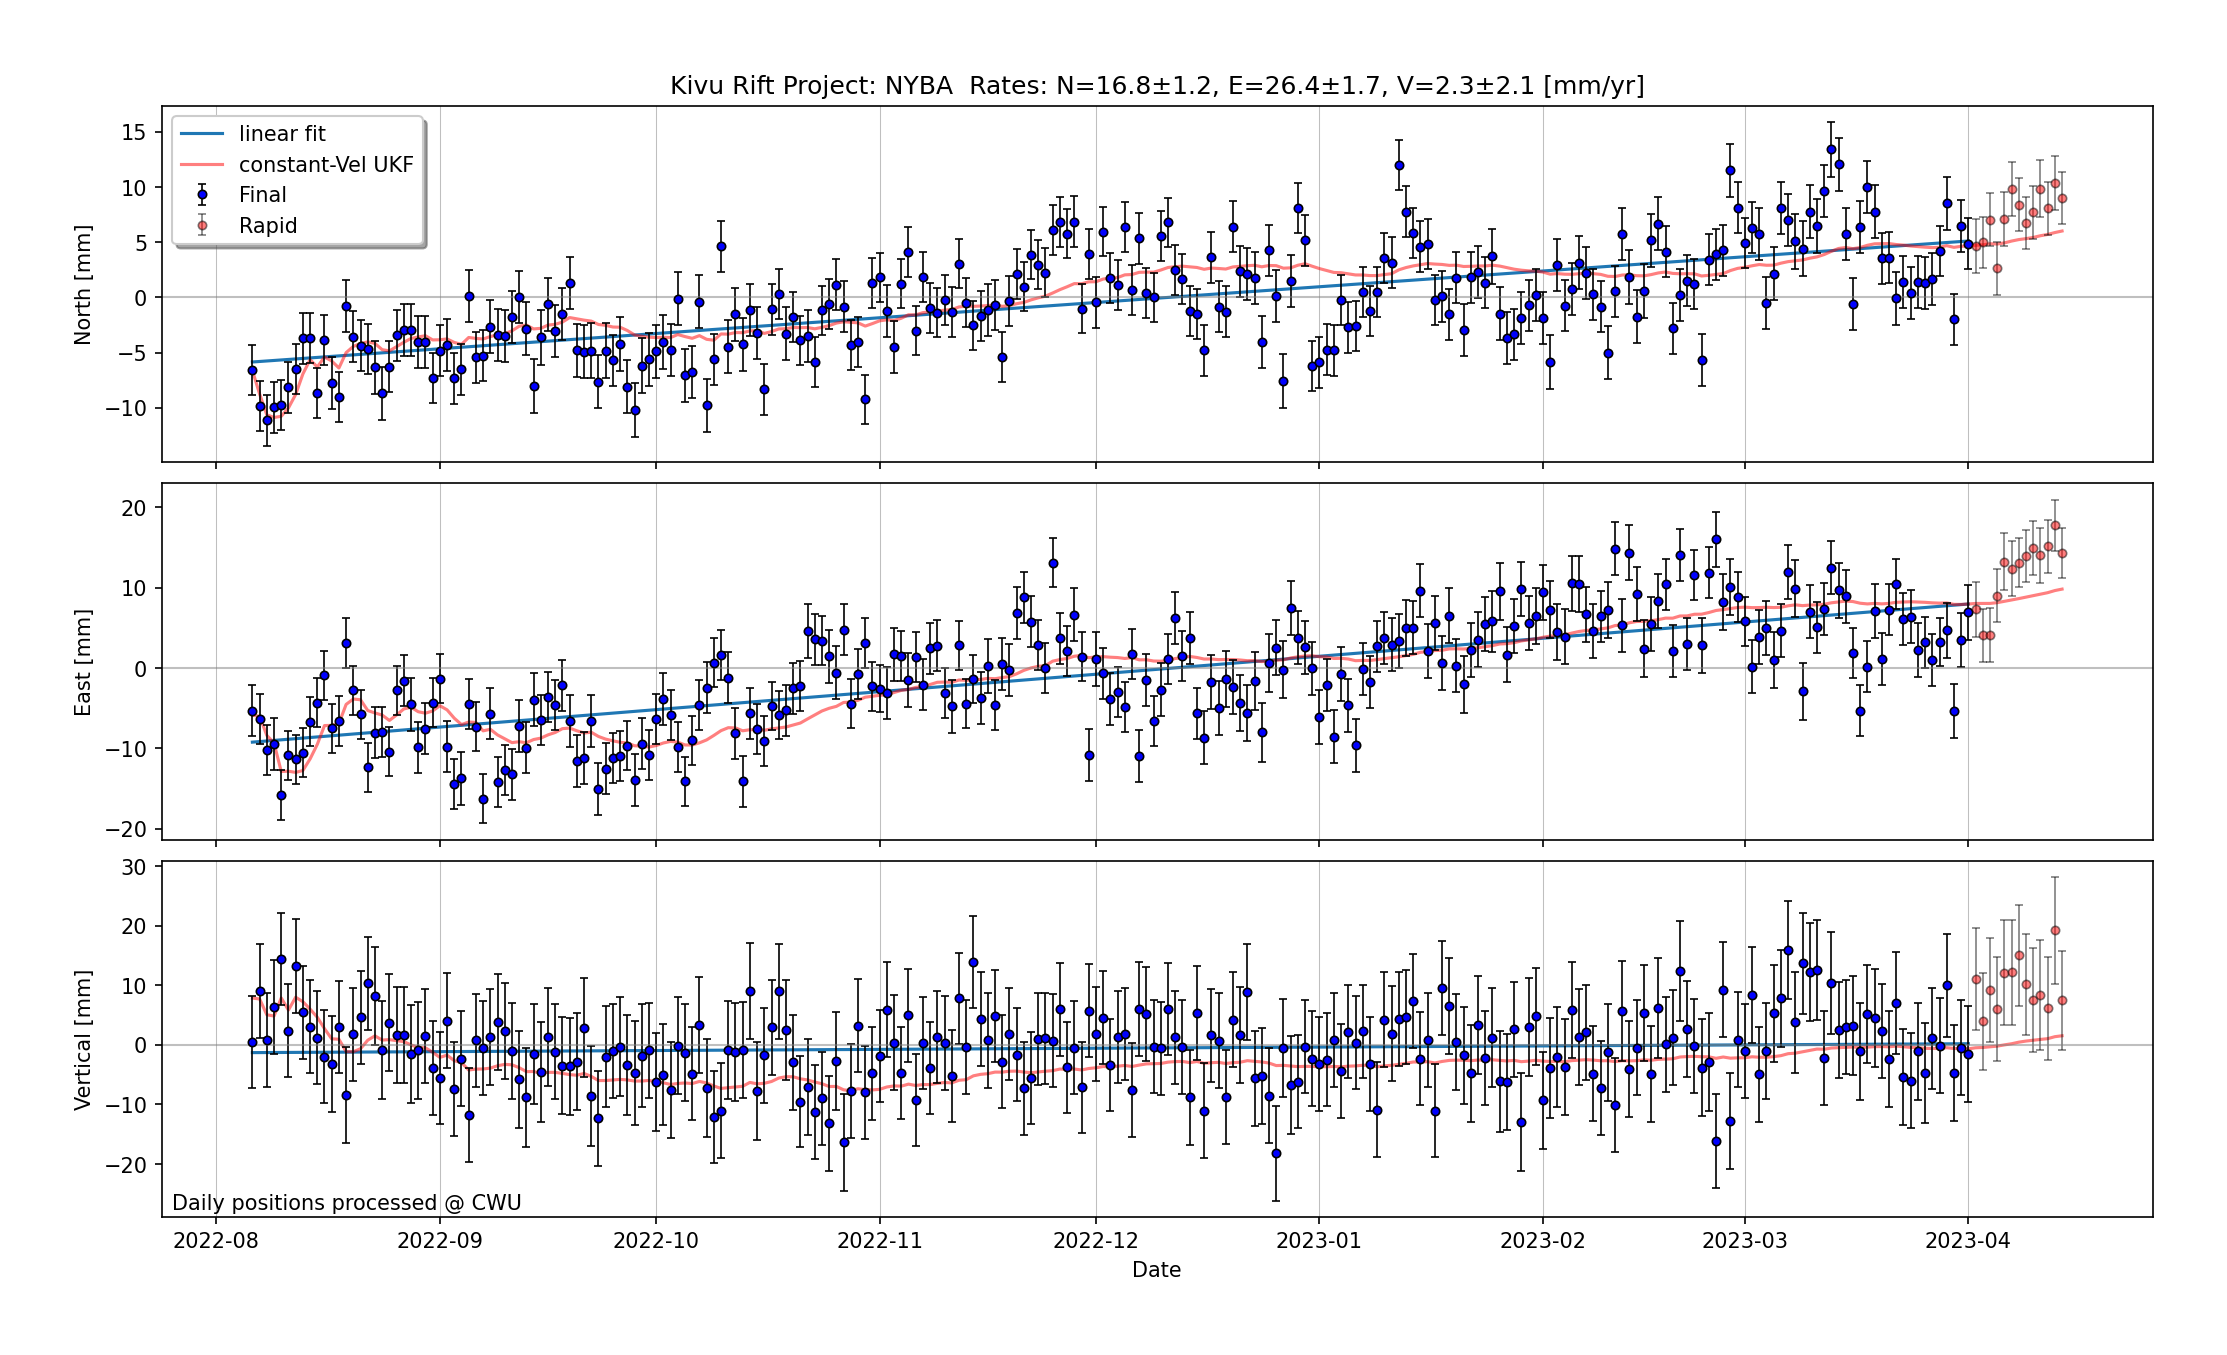 Kivu Rift Project: NYBA  Rates: N=16.8±1.2, E=26.4±1.7, V=2.3±2.1 [mm/yr]
linear fit
constant-Vel UKF
Final
Rapid
North [mm]
15
10
5
0
−5
−10
East [mm]
20
10
0
−10
−20
Vertical [mm]
30
20
10
0
−10
−20
Daily positions processed @ CWU
2022-08 2022-09 2022-10 2022-11 2022-12 2023-01 2023-02 2023-03 2023-04
Date